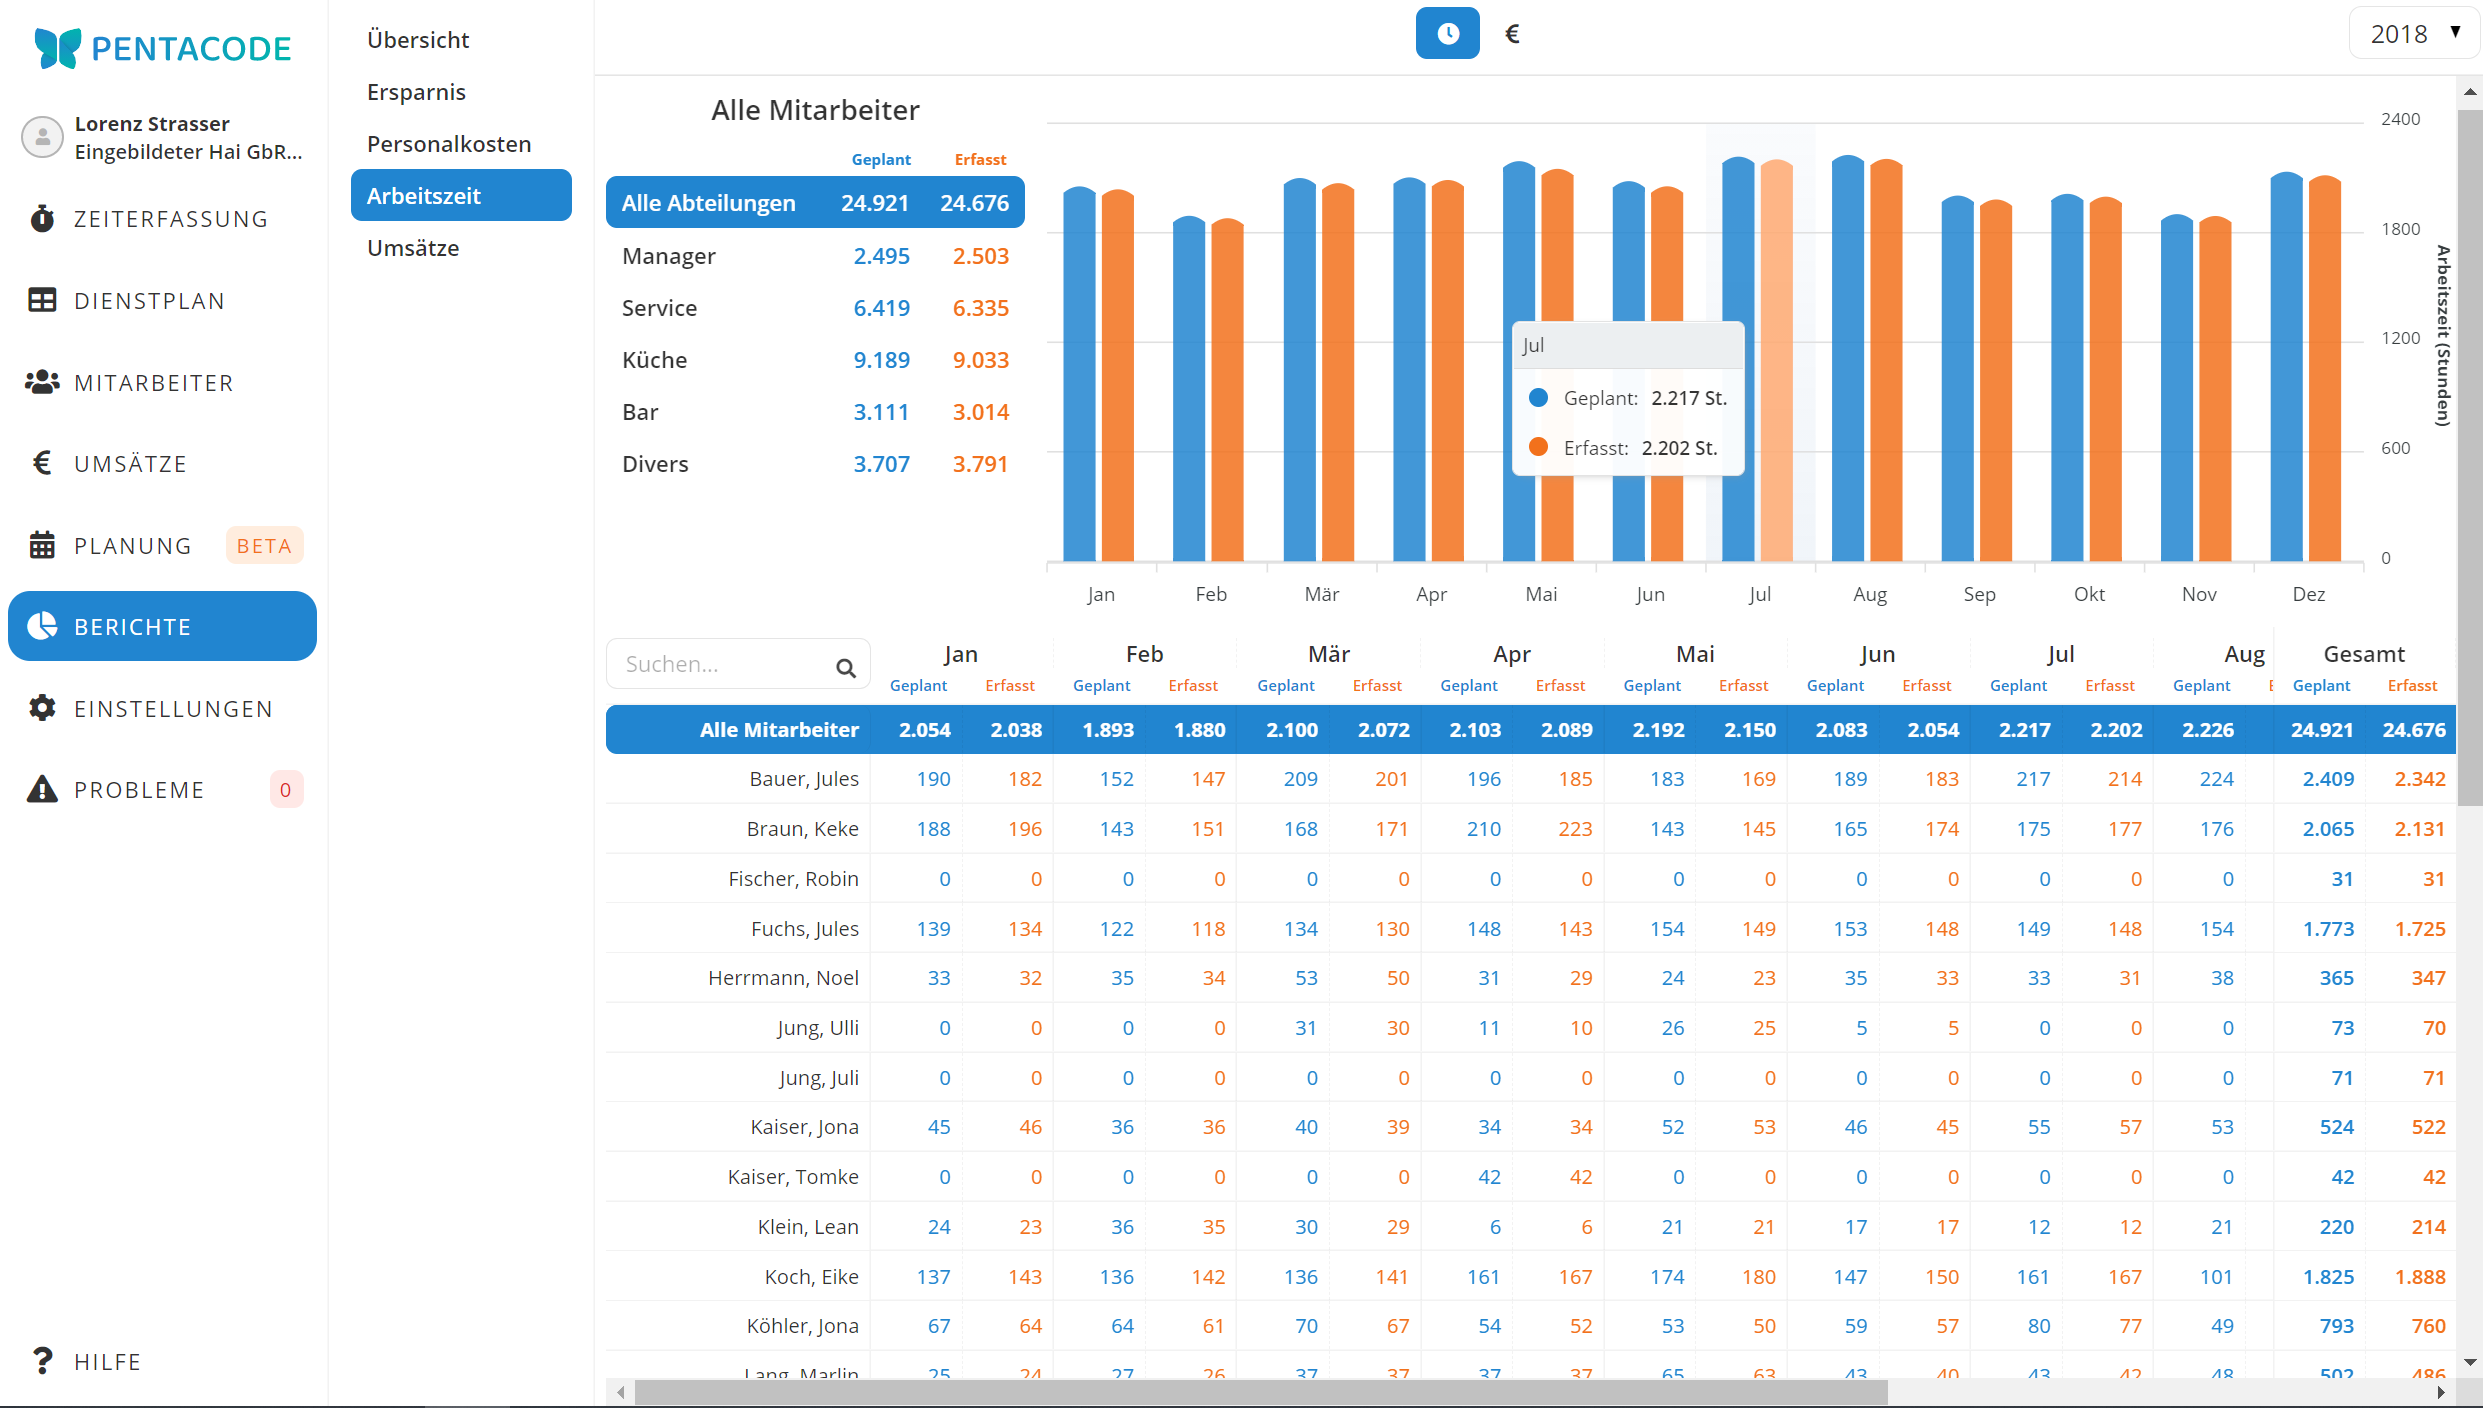 PENTACODE
Lorenz Strasser
Eingebildeter Hai GbR...
ZEITERFASSUNG
DIENSTPLAN
MITARBEITER
€ UMSÄTZE
PLANUNG BETA
BERICHTE
EINSTELLUNGEN
PROBLEME 0
? HILFE
Übersicht
Ersparnis
Personalkosten
Arbeitszeit
Umsätze
€
2018
Alle Mitarbeiter
Geplant Erfasst
Alle Abteilungen 24.921 24.676
Manager 2.495 2.503
Service 6.419 6.335
Küche 9.189 9.033
Bar 3.111 3.014
Divers 3.707 3.791
2400
1800
1200
600
0
Arbeitszeit (Stunden)
Jul
Geplant: 2.217 St.
Erfasst: 2.202 St.
Jan Feb Mär Apr Mai Jun Jul Aug Sep Okt Nov Dez
Suchen... Jan Feb Mär Apr Mai Jun Jul Aug Gesamt
Geplant Erfasst Geplant Erfasst Geplant Erfasst Geplant Erfasst Geplant Erfasst Geplant Erfasst Geplant Erfasst Geplant E Geplant Erfasst
Alle Mitarbeiter 2.054 2.038 1.893 1.880 2.100 2.072 2.103 2.089 2.192 2.150 2.083 2.054 2.217 2.202 2.226 24.921 24.676
Bauer, Jules 190 182 152 147 209 201 196 185 183 169 189 183 217 214 224 2.409 2.342
Braun, Keke 188 196 143 151 168 171 210 223 143 145 165 174 175 177 176 2.065 2.131
Fischer, Robin 0 0 0 0 0 0 0 0 0 0 0 0 0 0 0 31 31
Fuchs, Jules 139 134 122 118 134 130 148 143 154 149 153 148 149 148 154 1.773 1.725
Herrmann, Noel 33 32 35 34 53 50 31 29 24 23 35 33 33 31 38 365 347
Jung, Ulli 0 0 0 0 31 30 11 10 26 25 5 5 0 0 0 73 70
Jung, Juli 0 0 0 0 0 0 0 0 0 0 0 0 0 0 0 71 71
Kaiser, Jona 45 46 36 36 40 39 34 34 52 53 46 45 55 57 53 524 522
Kaiser, Tomke 0 0 0 0 0 0 42 42 0 0 0 0 0 0 0 42 42
Klein, Lean 24 23 36 35 30 29 6 6 21 21 17 17 12 12 21 220 214
Koch, Eike 137 143 136 142 136 141 161 167 174 180 147 150 161 167 101 1.825 1.888
Köhler, Jona 67 64 64 61 70 67 54 52 53 50 59 57 80 77 49 793 760
Lang, Marlin 25 24 27 26 37 37 37 37 65 63 43 40 43 42 48 502 486